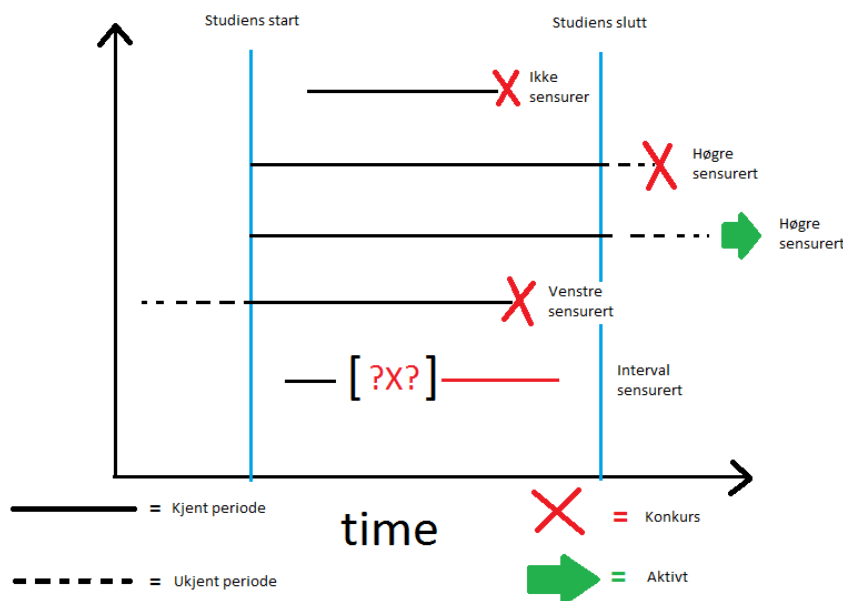 Studiens start
Studiens slutt
Ikke
sensurer
Høgre
sensurert
Høgre
sensurert
Venstre
sensurert
[ ?X? ]
Interval
sensurert
= Kjent periode
time
= Konkurs
= Ukjent periode
= Aktivt